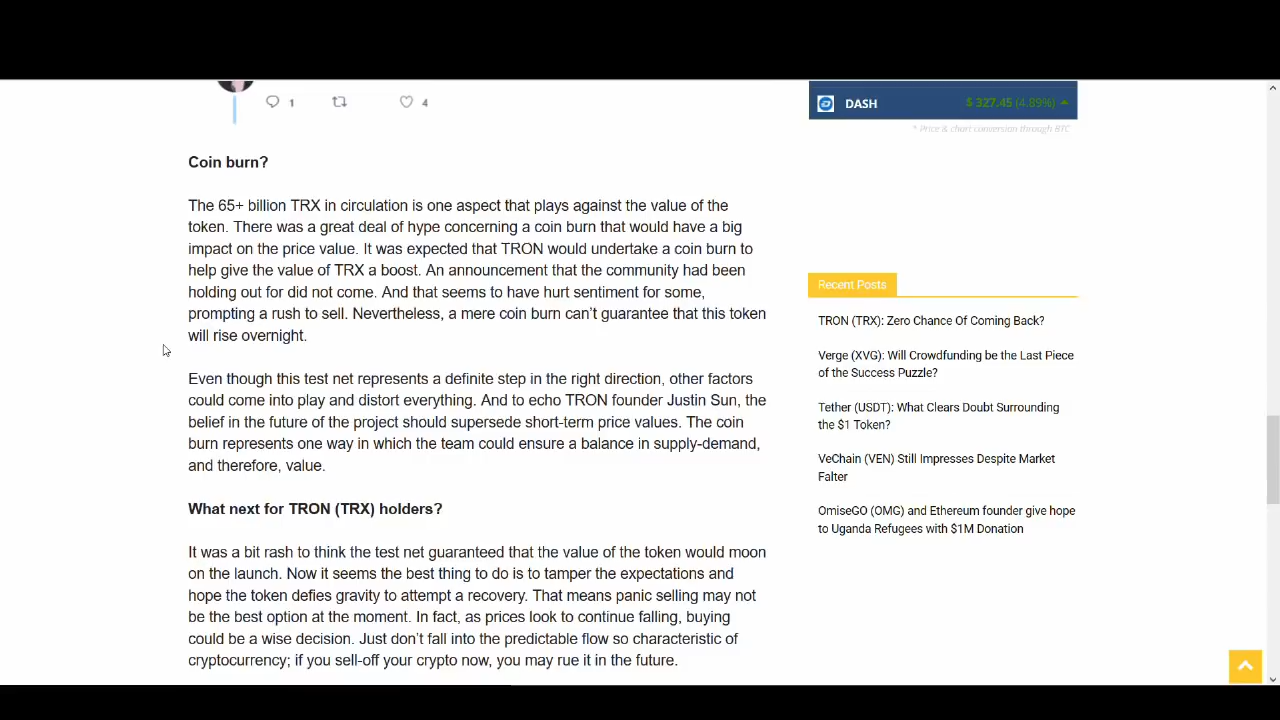 1
4
DASH
$ 327.45 (4.89%)
* Price & chart conversion through BTC
Coin burn?
The 65+ billion TRX in circulation is one aspect that plays against the value of the
token. There was a great deal of hype concerning a coin burn that would have a big
impact on the price value. It was expected that TRON would undertake a coin burn to
help give the value of TRX a boost. An announcement that the community had been
holding out for did not come. And that seems to have hurt sentiment for some,
prompting a rush to sell. Nevertheless, a mere coin burn can’t guarantee that this token
will rise overnight.
Even though this test net represents a definite step in the right direction, other factors
could come into play and distort everything. And to echo TRON founder Justin Sun, the
belief in the future of the project should supersede short-term price values. The coin
burn represents one way in which the team could ensure a balance in supply-demand,
and therefore, value.
What next for TRON (TRX) holders?
It was a bit rash to think the test net guaranteed that the value of the token would moon
on the launch. Now it seems the best thing to do is to tamper the expectations and
hope the token defies gravity to attempt a recovery. That means panic selling may not
be the best option at the moment. In fact, as prices look to continue falling, buying
could be a wise decision. Just don’t fall into the predictable flow so characteristic of
cryptocurrency; if you sell-off your crypto now, you may rue it in the future.
Recent Posts
TRON (TRX): Zero Chance Of Coming Back?
Verge (XVG): Will Crowdfunding be the Last Piece
of the Success Puzzle?
Tether (USDT): What Clears Doubt Surrounding
the $1 Token?
VeChain (VEN) Still Impresses Despite Market
Falter
OmiseGO (OMG) and Ethereum founder give hope
to Uganda Refugees with $1M Donation